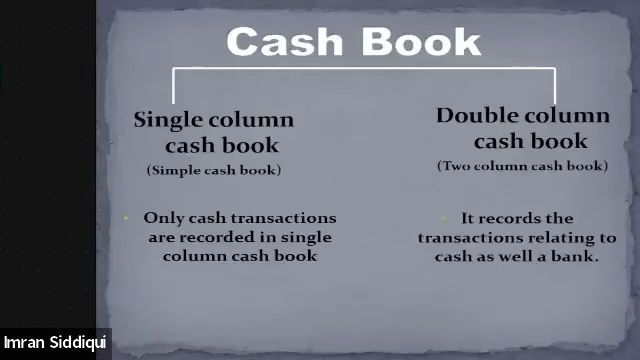 Cash Book
Single column
cash book
(Simple cash book)
• Only cash transactions
are recorded in single
column cash book
Double column
cash book
(Two column cash book)
• It records the
transactions relating to
cash as well a bank.
Imran Siddiqui